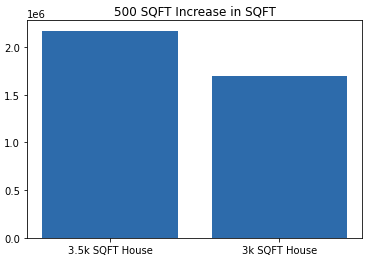 500 SQFT Increase in SQFT
1e6
2.0
1.5
1.0
0.5
0.0
3.5k SQFT House
3k SQFT House